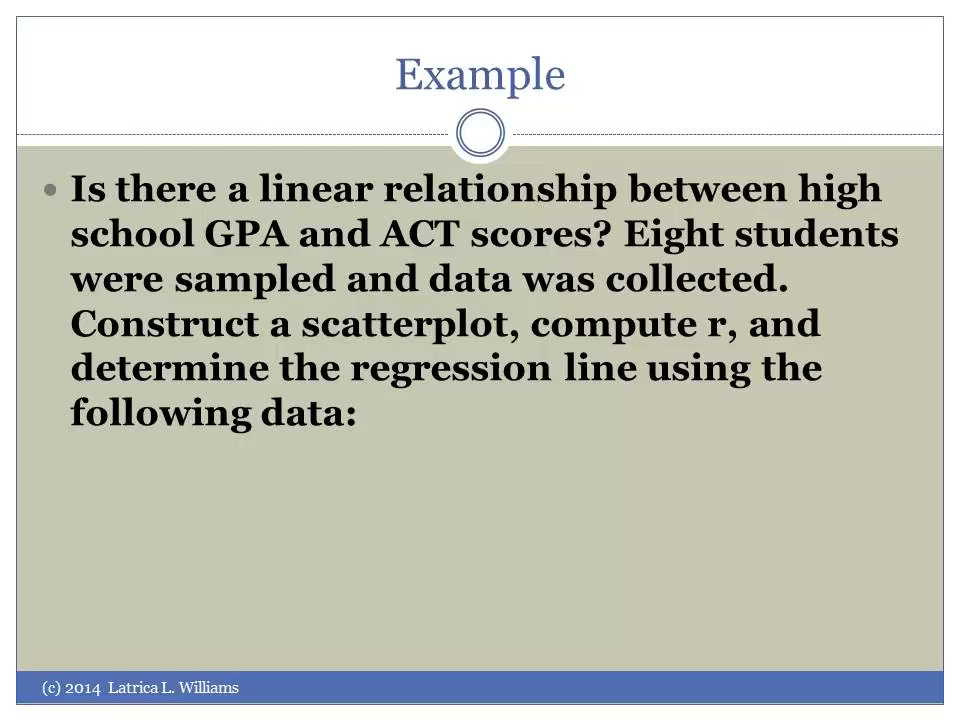 Example
• Is there a linear relationship between high
school GPA and ACT scores? Eight students
were sampled and data was collected.
Construct a scatterplot, compute r, and
determine the regression line using the
following data:
(c) 2014 Latrica L. Williams